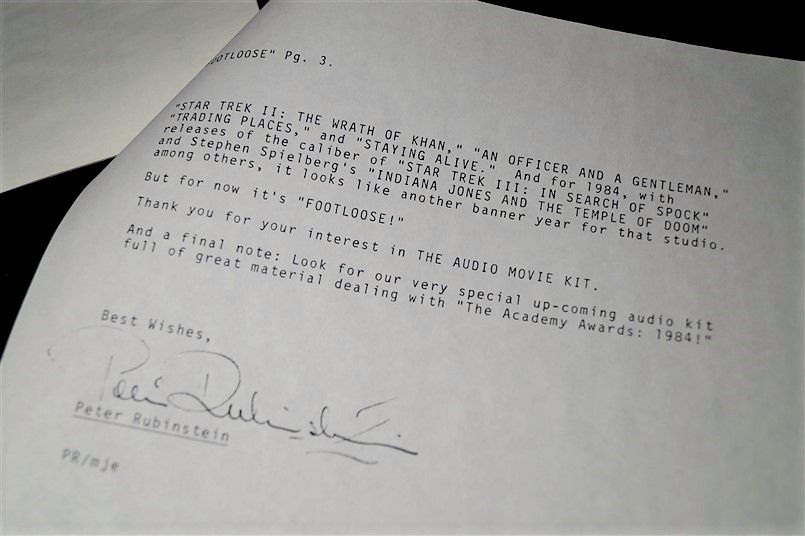 OOTLOOSE" Pg. 3.
"STAR TREK II: THE WRATH OF KHAN," "AN OFFICER AND A GENTLEMAN,"
"TRADING PLACES," and "STAYING ALIVE." And for 1984, with
releases of the caliber of "STAR TREK III: IN SEARCH OF SPOCK"
and Stephen Spielberg's "INDIANA JONES AND THE TEMPLE OF DOOM"
among others, it looks like another banner year for that studio.
But for now it's "FOOTLOOSE!"
Thank you for your interest in THE AUDIO MOVIE KIT.
And a final note: Look for our very special up-coming audio kit
full of great material dealing with "The Academy Awards: 1984!"
Best Wishes,
Peter Rubinstein
Peter Rubinstein
PR/mje